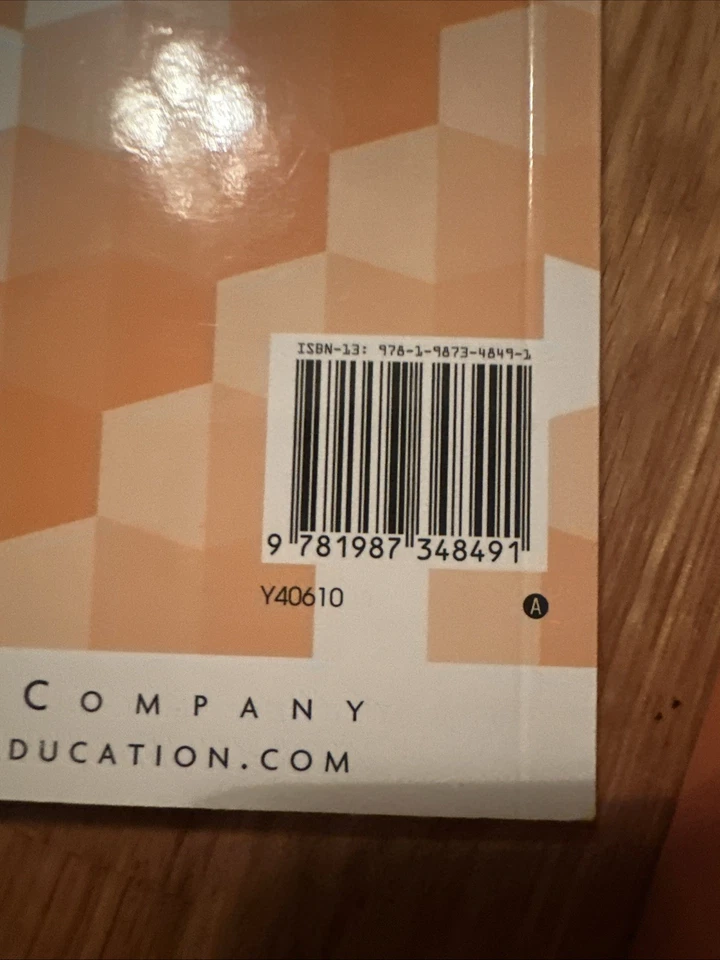 ISBN-13: 978-1-9873-4849-1
9 781987 348491
Y40610
A
COMPANY
DUCATION.COM